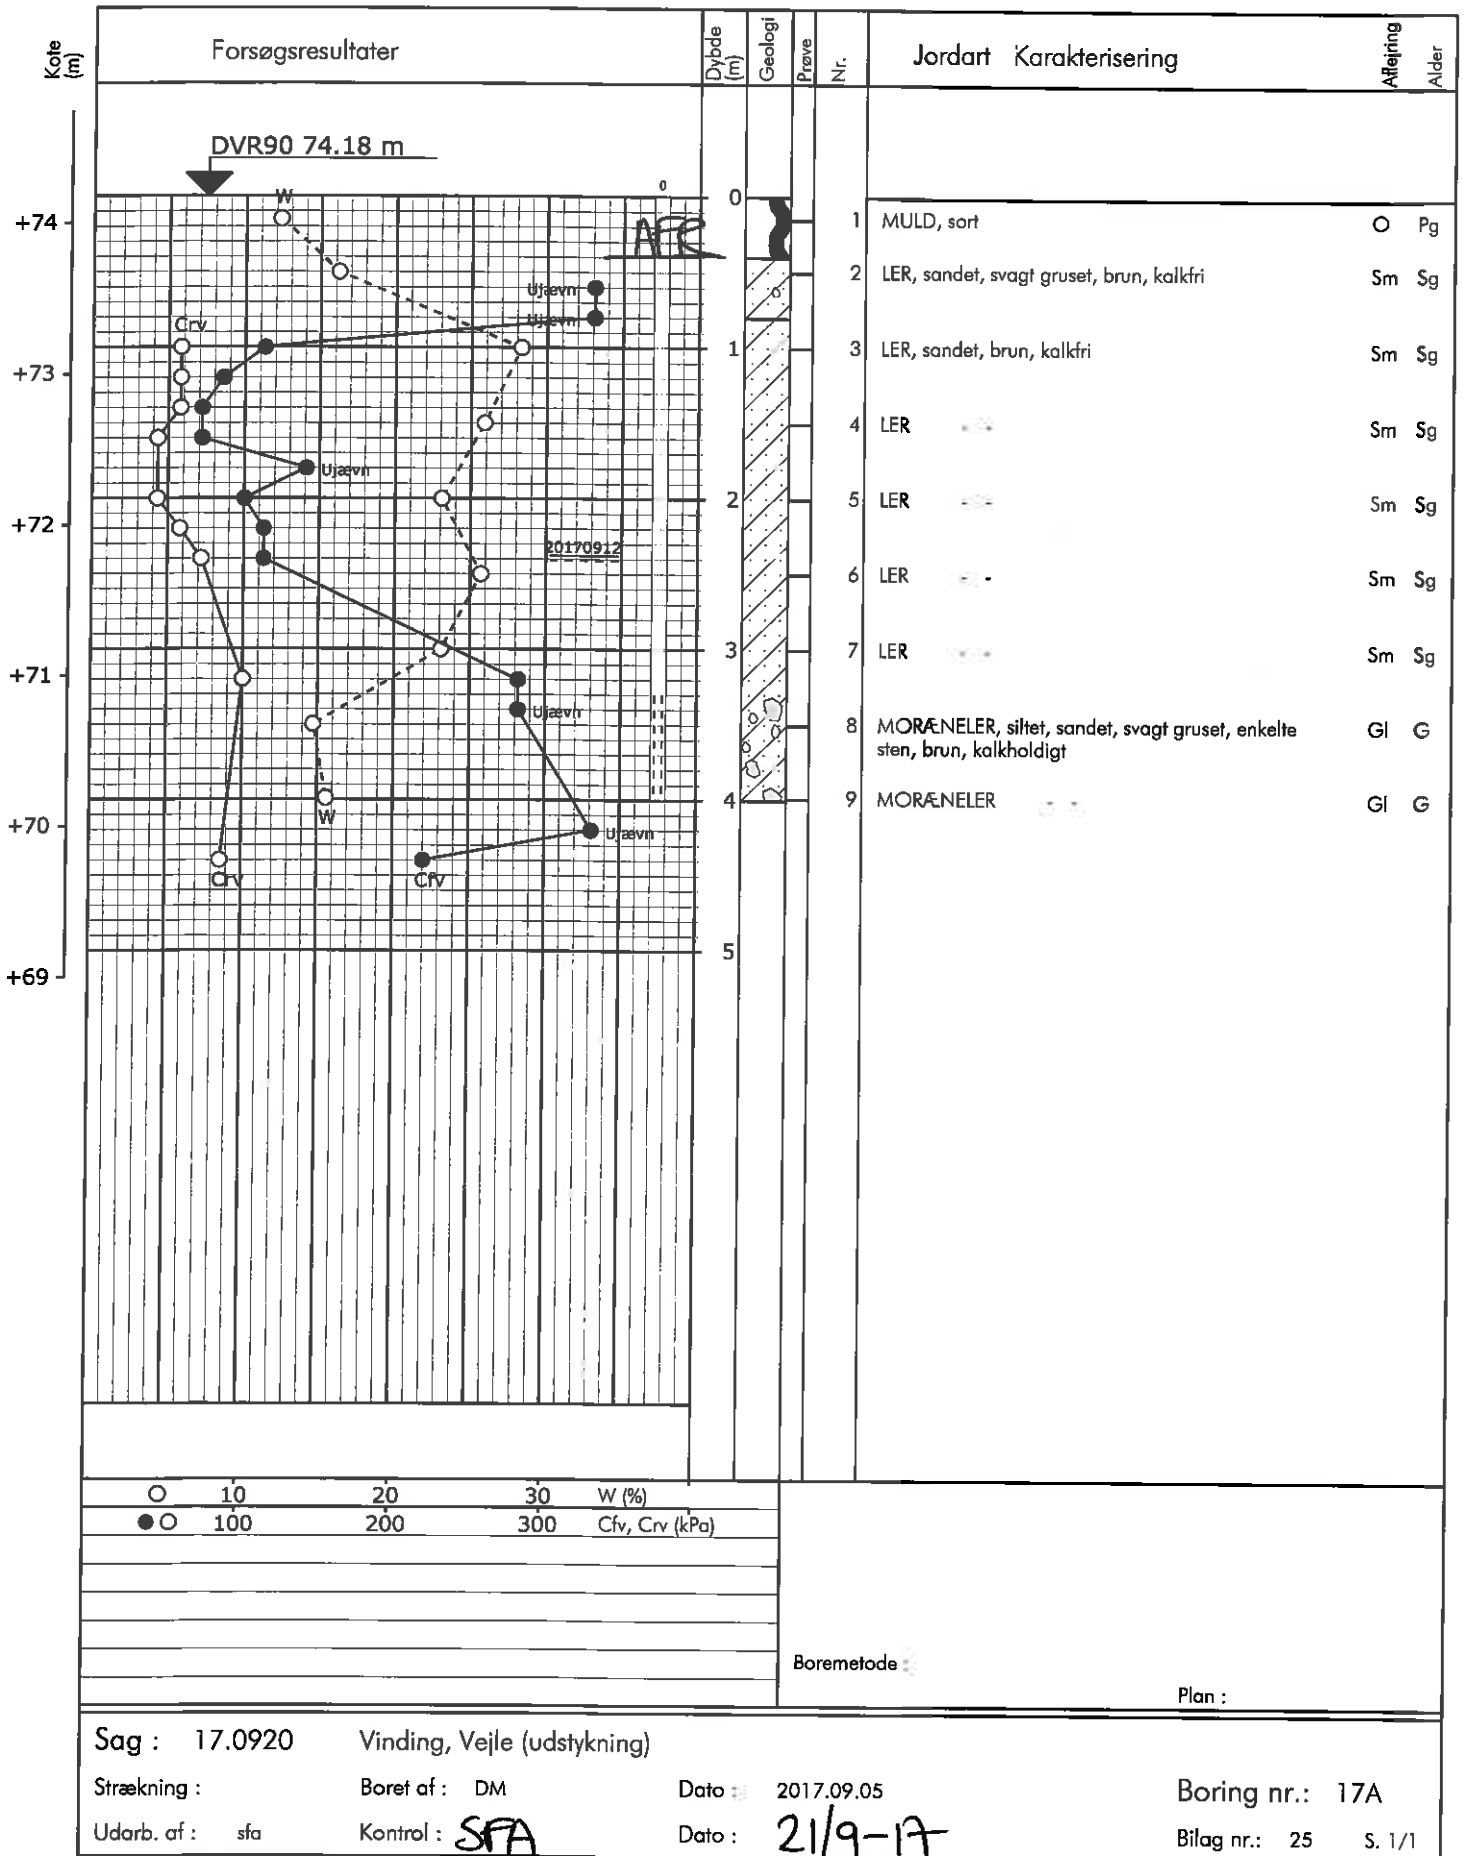 Kote (m)
Forsøgsresultater
Dybde (m)
Geologi
Prøve
Nr.
Jordart Karakterisering
Aflejring
Alder
DVR90 74.18 m
W
0
0
+74
AFR
1 MULD, sort O Pg
2 LER, sandet, svagt gruset, brun, kalkfri Sm Sg
Ujævn
Ujævn
Crv
1
3 LER, sandet, brun, kalkfri Sm Sg
+73
4 LER - - Sm Sg
Ujævn
2
5 LER - - Sm Sg
+72
20170912
6 LER - - Sm Sg
3
7 LER - - Sm Sg
+71
Ujævn
8 MORÆNELER, siltet, sandet, svagt gruset, enkelte Gl G
sten, brun, kalkholdigt
4
9 MORÆNELER - - Gl G
W
+70
Ujævn
Crv
Cfv
5
+69
10 20 30 W (%)
100 200 300 Cfv, Crv (kPa)
Boremetode :
Plan :
Sag : 17.0920 Vinding, Vejle (udstykning)
Strækning : Boret af : DM Dato : 2017.09.05 Boring nr.: 17A
Udarb. af : sfa Kontrol : SFA Dato : 21/9-17 Bilag nr.: 25 S. 1/1